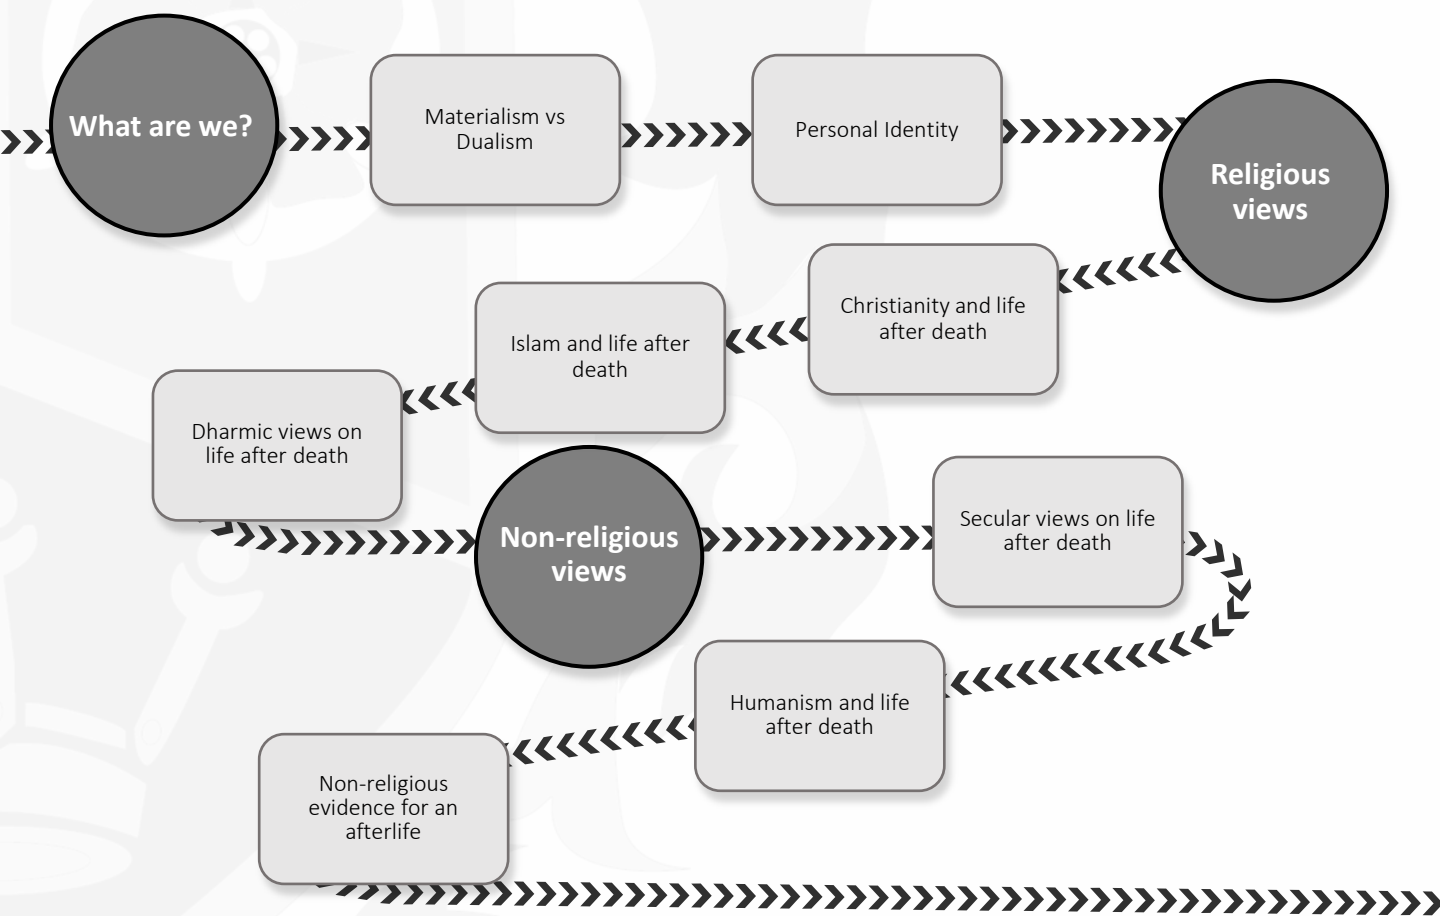 What are we?
Materialism vs
Dualism
Personal Identity
Religious
views
Christianity and life
after death
Islam and life after
death
Dharmic views on
life after death
Non-religious
views
Secular views on life
after death
Humanism and life
after death
Non-religious
evidence for an
afterlife